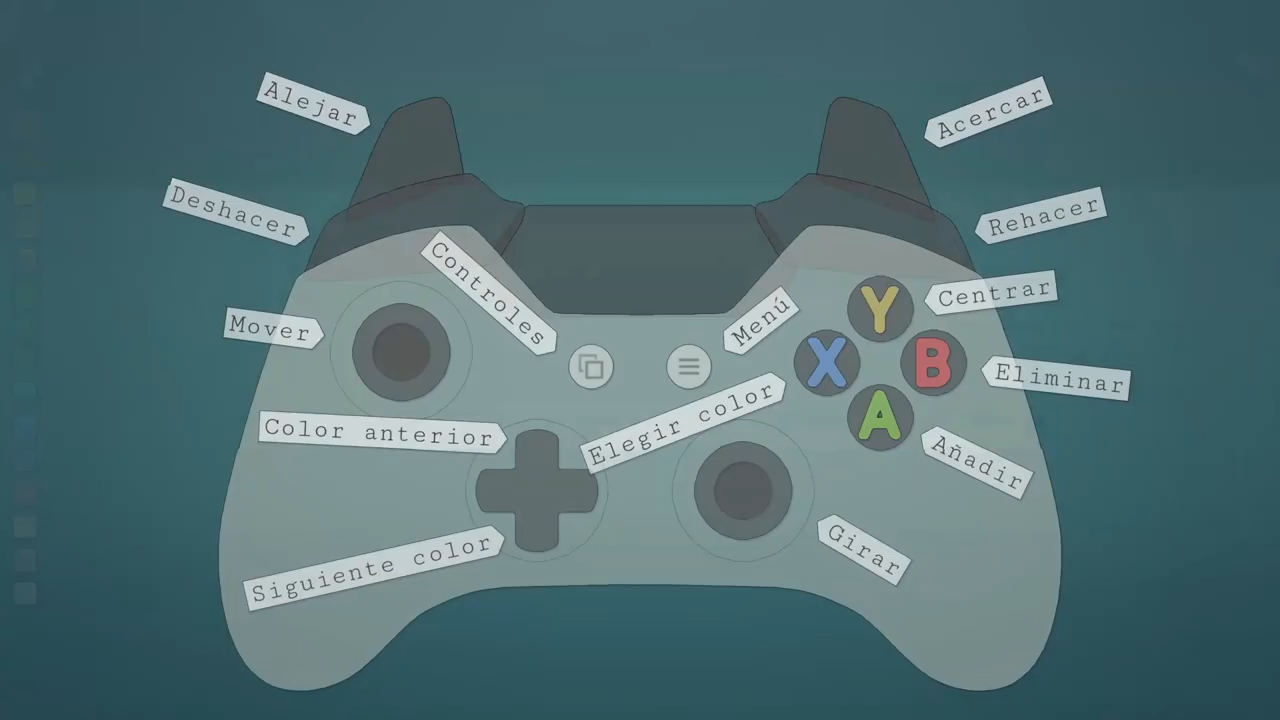 Alejar
Acercar
Deshacer
Rehacer
Controles
Menú
Centrar
Mover
Y
X
B
A
Eliminar
Elegir color
Color anterior
Añadir
Siguiente color
Girar